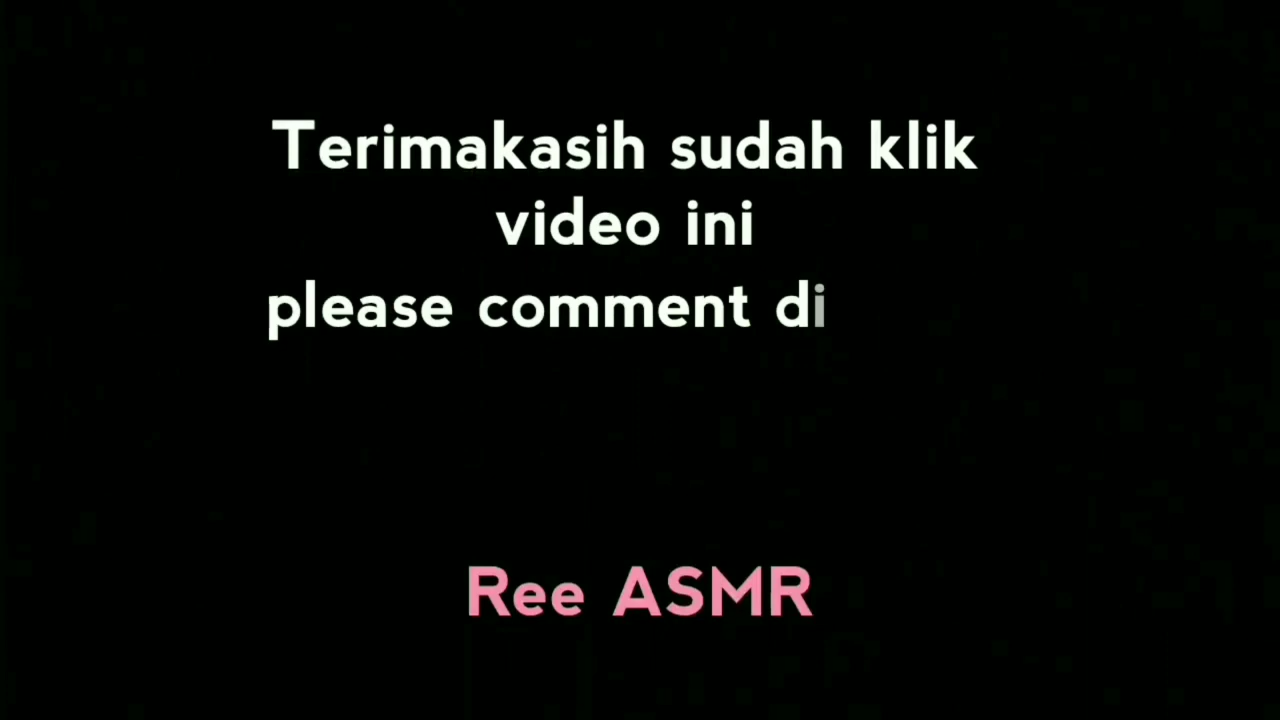 Terimakasih sudah klik
video ini
please comment di
Ree ASMR